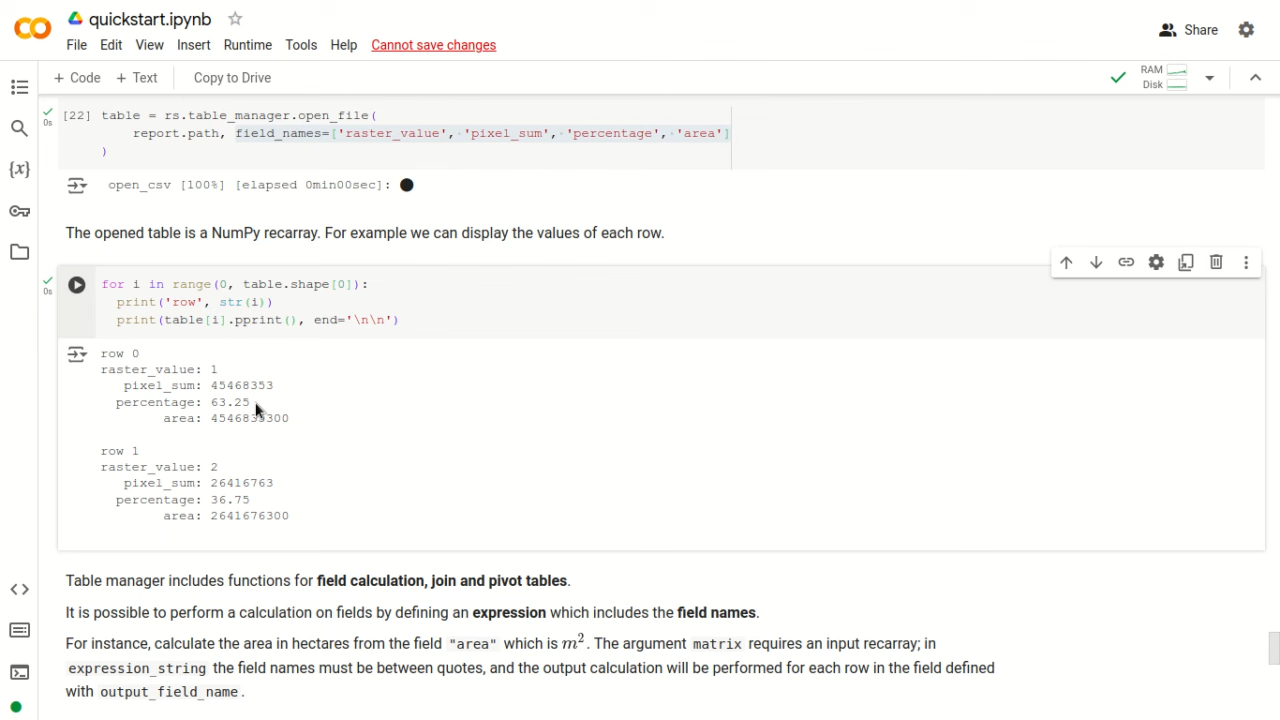 quickstart.ipynb
File Edit View Insert Runtime Tools Help Cannot save changes
Share
+ Code + Text Copy to Drive
RAM
Disk
[22] table = rs.table_manager.open_file(
0s
report.path, field_names=['raster_value', 'pixel_sum', 'percentage', 'area']
)
open_csv [100%] [elapsed 0min00sec]: ●
The opened table is a NumPy recarray. For example we can display the values of each row.
0s
for i in range(0, table.shape[0]):
print('row', str(i))
print(table[i].pprint(), end='\n\n')
row 0
raster_value: 1
pixel_sum: 45468353
percentage: 63.25
area: 4546835300
row 1
raster_value: 2
pixel_sum: 26416763
percentage: 36.75
area: 2641676300
Table manager includes functions for field calculation, join and pivot tables.
It is possible to perform a calculation on fields by defining an expression which includes the field names.
For instance, calculate the area in hectares from the field "area" which is m². The argument matrix requires an input recarray; in
expression_string the field names must be between quotes, and the output calculation will be performed for each row in the field defined
with output_field_name.